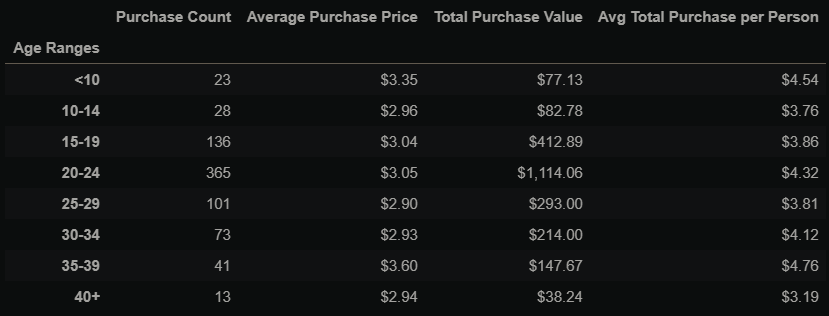 Purchase Count Average Purchase Price Total Purchase Value Avg Total Purchase per Person
Age Ranges
<10 23 $3.35 $77.13 $4.54
10-14 28 $2.96 $82.78 $3.76
15-19 136 $3.04 $412.89 $3.86
20-24 365 $3.05 $1,114.06 $4.32
25-29 101 $2.90 $293.00 $3.81
30-34 73 $2.93 $214.00 $4.12
35-39 41 $3.60 $147.67 $4.76
40+ 13 $2.94 $38.24 $3.19